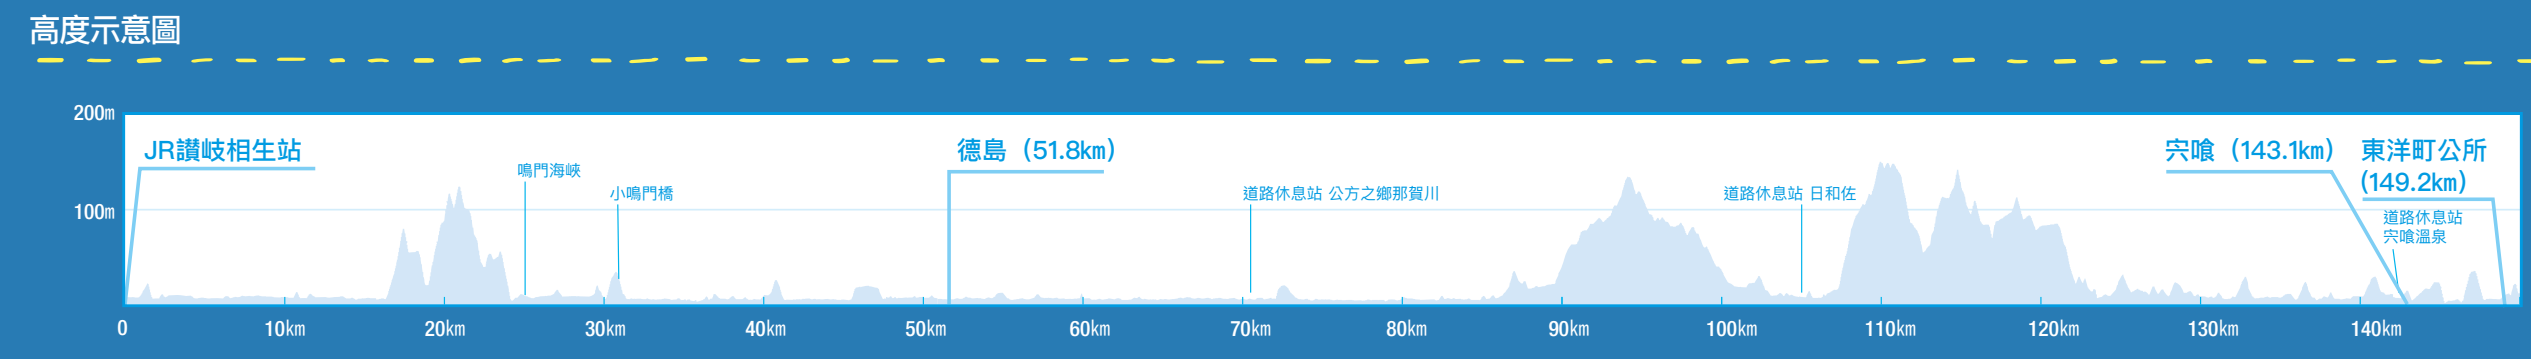 高度示意圖
200m
JR讃岐相生站
德島（51.8km）
宍喰（143.1km）
東洋町公所
(149.2km)
鳴門海峽
小鳴門橋
道路休息站 公方之鄉那賀川
道路休息站 日和佐
100m
道路休息站
宍喰溫泉
0
10km
20km
30km
40km
50km
60km
70km
80km
90km
100km
110km
120km
130km
140km